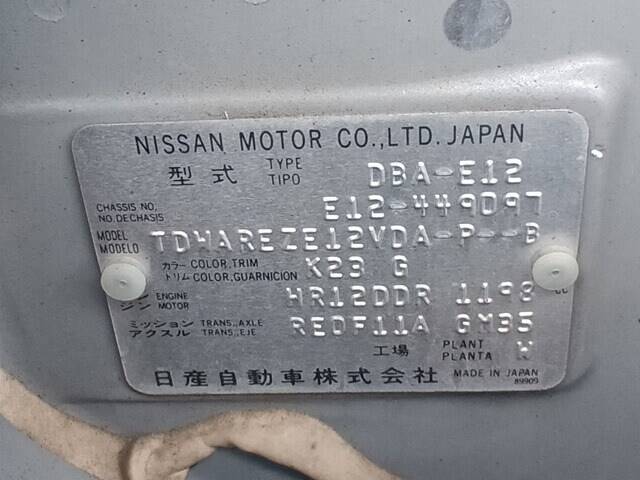 NISSAN MOTOR CO.,LTD. JAPAN
型式 TYPE TIPO DBA-E12
CHASSIS NO. NO.DECHASIS E12-449097
MODEL MODELO TDWAREZE12VDA-P--B
カラー COLOR,TRIM トリム COLOR,GUARNICION K23 G
ENGINE MOTOR HR12DDR 1198 cc
ミッション TRANS., AXLE アクスル TRANS.,EJE RE0F11A GM35
工場 PLANT PLANTA W
日産自動車株式会社 MADE IN JAPAN
89909